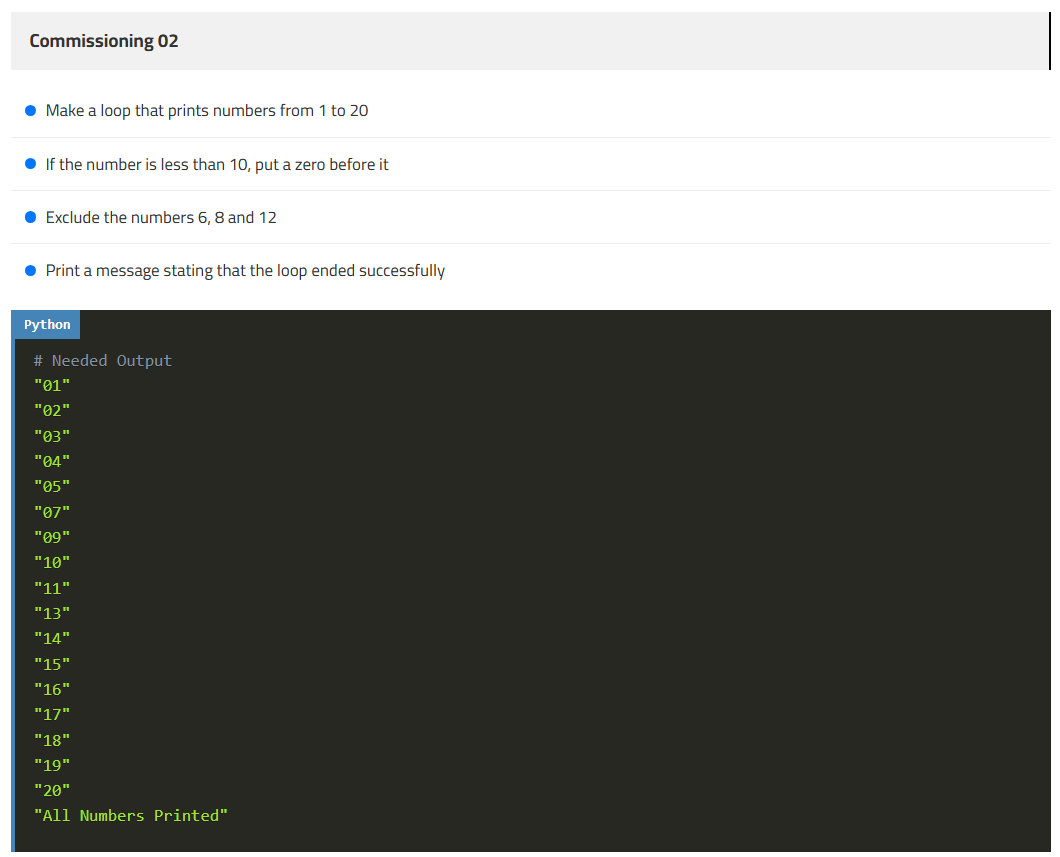 Commissioning 02
Make a loop that prints numbers from 1 to 20
If the number is less than 10, put a zero before it
Exclude the numbers 6, 8 and 12
Print a message stating that the loop ended successfully
Python
# Needed Output
"01"
"02"
"03"
"04"
"05"
"07"
"09"
"10"
"11"
"13"
"14"
"15"
"16"
"17"
"18"
"19"
"20"
"All Numbers Printed"